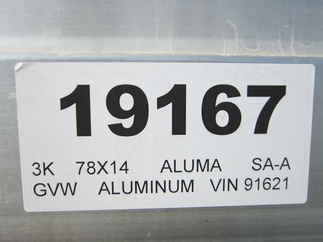 19167
3K 78X14 ALUMA SA-A
GVW ALUMINUM VIN 91621